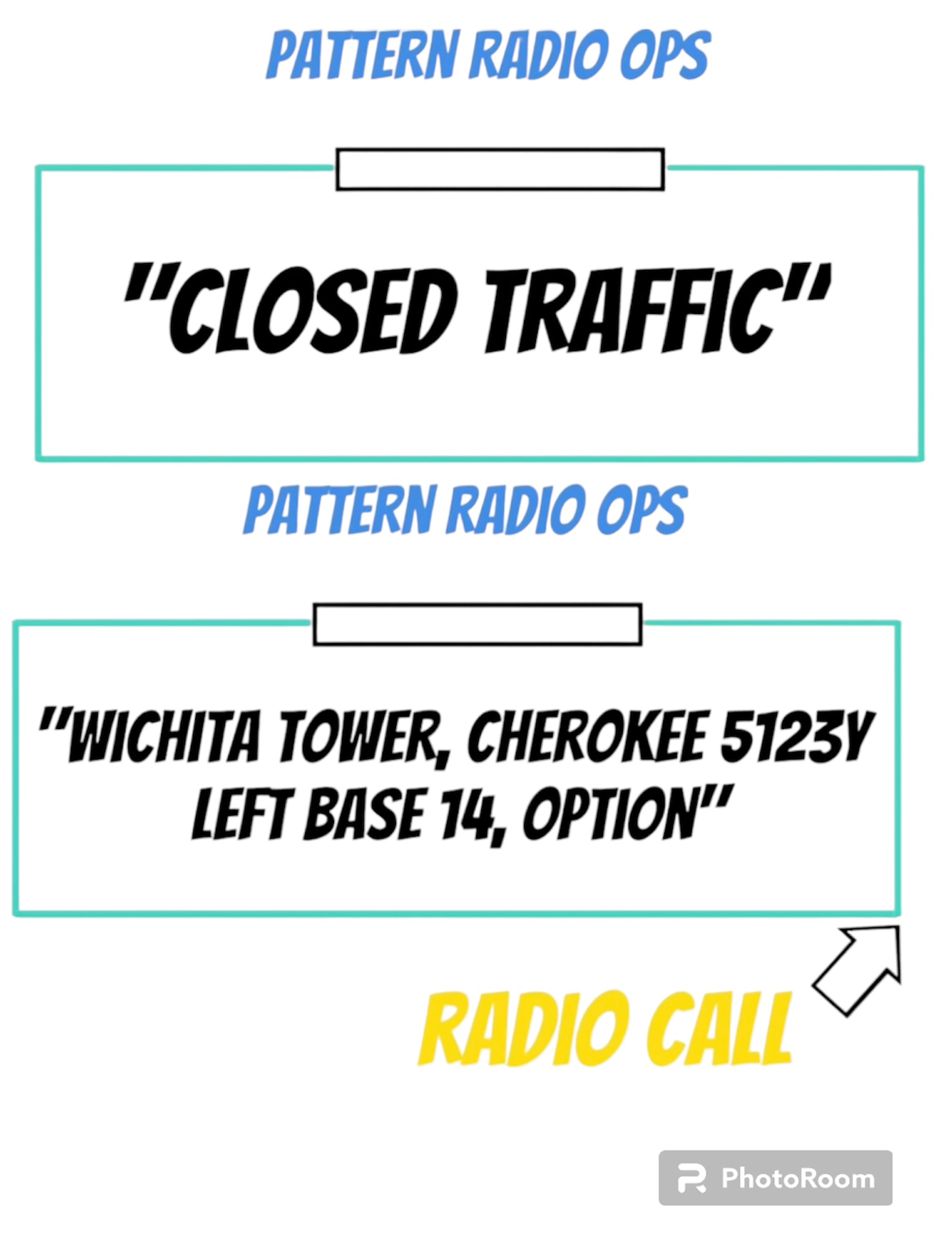 PATTERN RADIO OPS
"CLOSED TRAFFIC"
PATTERN RADIO OPS
"WICHITA TOWER, CHEROKEE 5123Y
LEFT BASE 14, OPTION"
RADIO CALL
PhotoRoom